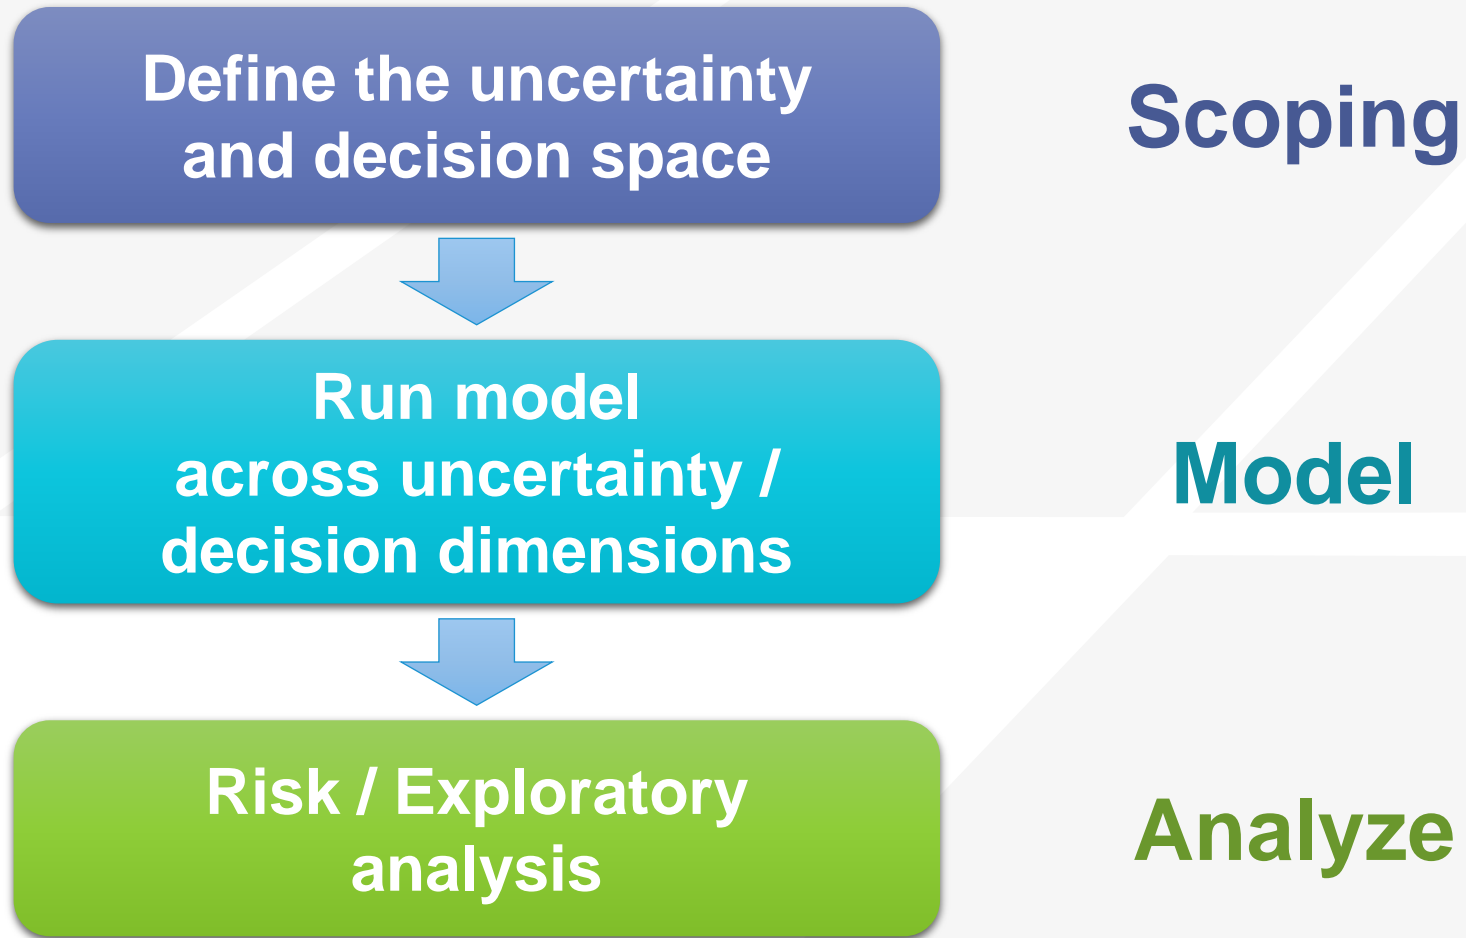 Define the uncertainty
and decision space
Scoping
Run model
across uncertainty /
decision dimensions
Model
Risk / Exploratory
analysis
Analyze